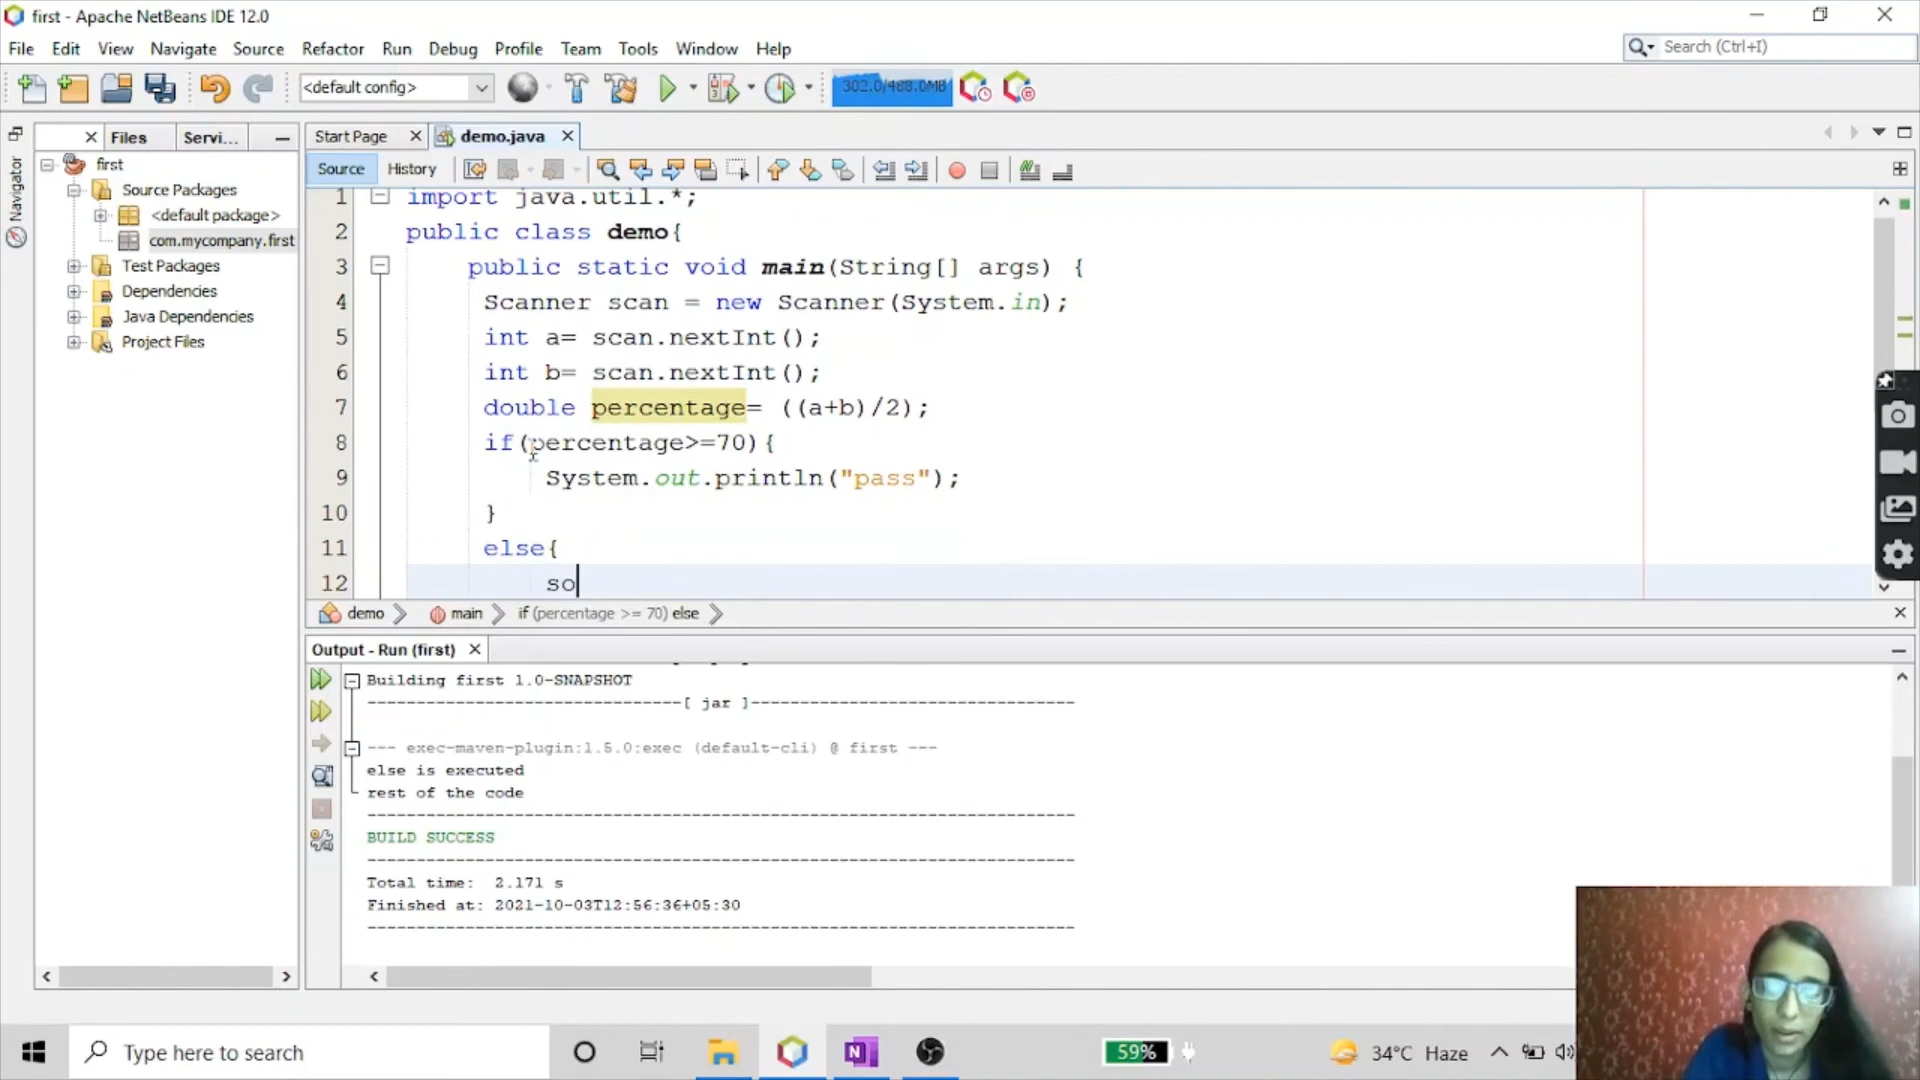 first - Apache NetBeans IDE 12.0
File Edit View Navigate Source Refactor Run Debug Profile Team Tools Window Help
Search (Ctrl+I)
<default config>
302.0/488.0MB
Files Servi...
Start Page demo.java
Navigator
first
Source Packages
<default package>
com.mycompany.first
Test Packages
Dependencies
Java Dependencies
Project Files
Source History
1 import java.util.*;
2 public class demo{
3 public static void main(String[] args) {
4 Scanner scan = new Scanner(System.in);
5 int a= scan.nextInt();
6 int b= scan.nextInt();
7 double percentage= ((a+b)/2);
8 if(percentage>=70){
9 System.out.println("pass");
10 }
11 else{
12 so
demo main if (percentage >= 70) else
Output - Run (first)
Building first 1.0-SNAPSHOT
--------------------------------[ jar ]---------------------------------
--- exec-maven-plugin:1.5.0:exec (default-cli) @ first ---
else is executed
rest of the code
------------------------------------------------------------------------
BUILD SUCCESS
------------------------------------------------------------------------
Total time: 2.171 s
Finished at: 2021-10-03T12:56:36+05:30
------------------------------------------------------------------------
Type here to search
N
59%
34°C Haze